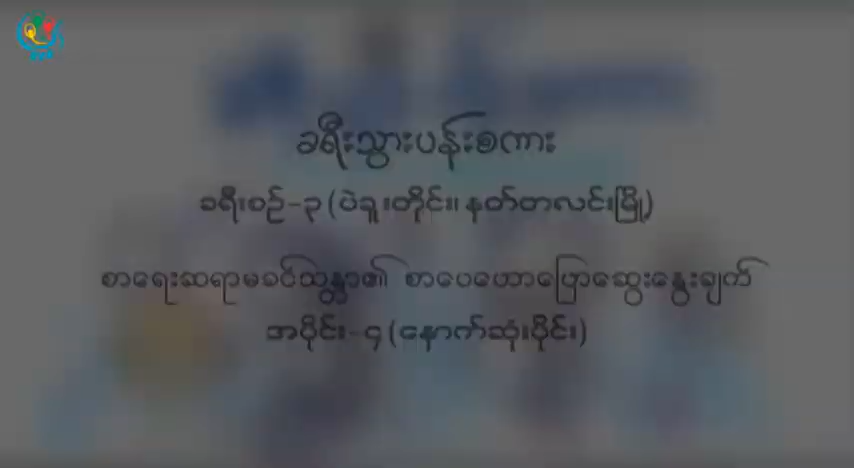 ခရီးသွားပန်းစကား
ခရီးစဉ်-၃ (ပဲခူးတိုင်း၊ နတ်တလင်းမြို့)
စာရေးဆရာမခင်သန္တာ၏ စာပေဟောပြောဆွေးနွေးချက်
အပိုင်း-၄ (နောက်ဆုံးပိုင်း)